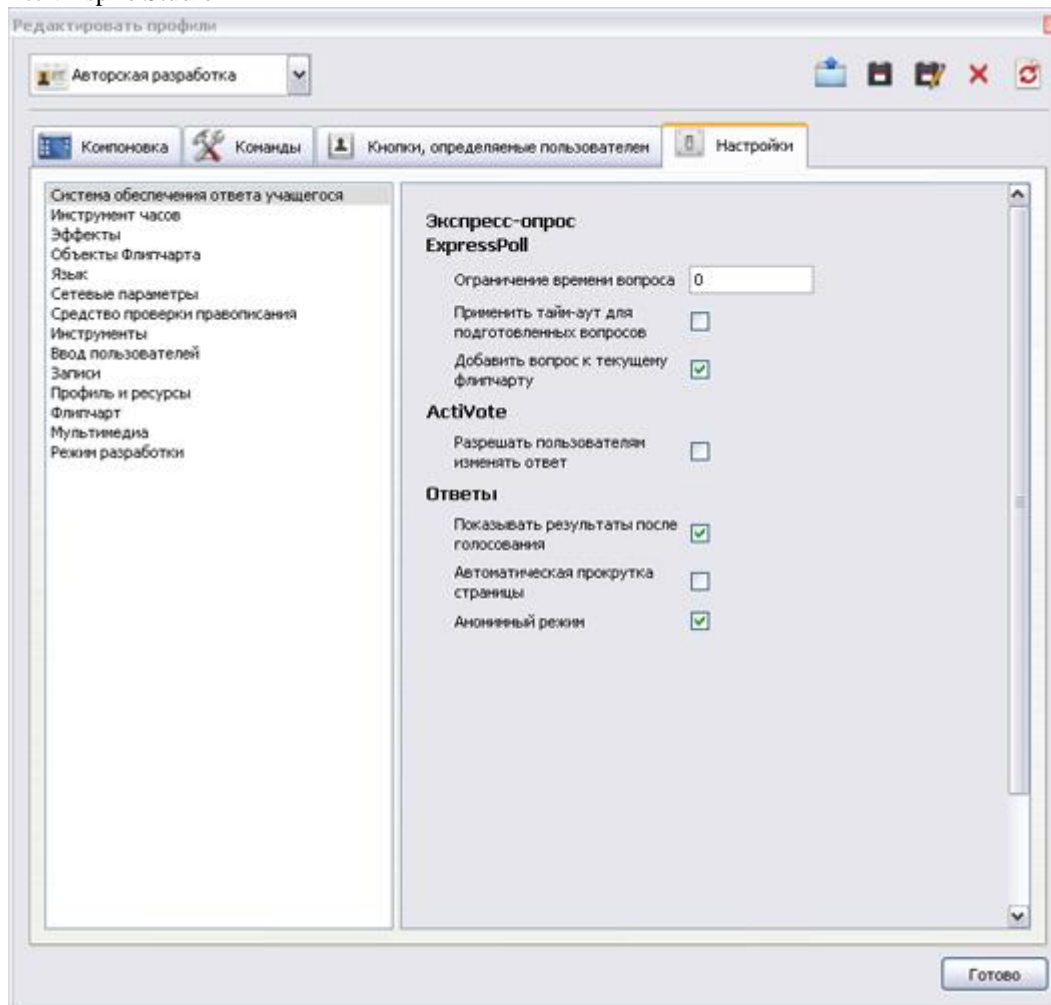 Редактировать профили
Авторская разработка
Компоновка
Команды
Кнопки, определяемые пользователем
Настройки
Система обеспечения ответа учащегося
Инструмент часов
Эффекты
Объекты Флипчарта
Язык
Сетевые параметры
Средство проверки правописания
Инструменты
Ввод пользователей
Записи
Профиль и ресурсы
Флипчарт
Мультимедиа
Режим разработки
Экспресс-опрос
ExpressPoll
Ограничение времени вопроса
0
Применить тайм-аут для
подготовленных вопросов
Добавить вопрос к текущему
флипчарту
ActiVote
Разрешать пользователям
изменять ответ
Ответы
Показывать результаты после
голосования
Автоматическая прокрутка
страницы
Анонимный режим
Готово